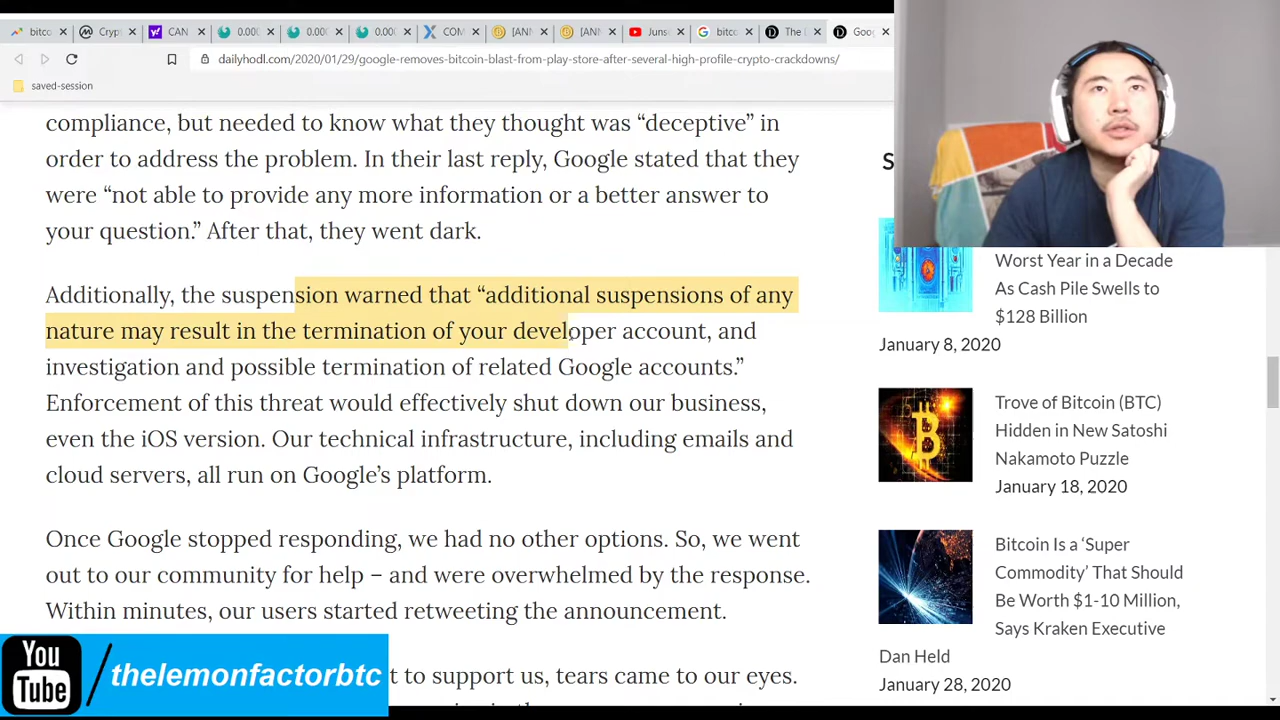 bitco
Cryp
CAN
0.000
0.000
0.000
COM
[ANN
[ANN
Juns
bitco
The
Goo
dailyhodl.com/2020/01/29/google-removes-bitcoin-blast-from-play-store-after-several-high-profile-crypto-crackdowns/
saved-session
compliance, but needed to know what they thought was “deceptive” in
order to address the problem. In their last reply, Google stated that they
were “not able to provide any more information or a better answer to
your question.” After that, they went dark.
Additionally, the suspension warned that “additional suspensions of any
nature may result in the termination of your developer account, and
investigation and possible termination of related Google accounts.”
Enforcement of this threat would effectively shut down our business,
even the iOS version. Our technical infrastructure, including emails and
cloud servers, all run on Google’s platform.
Once Google stopped responding, we had no other options. So, we went
out to our community for help – and were overwhelmed by the response.
Within minutes, our users started retweeting the announcement.
t to support us, tears came to our eyes.
S
Worst Year in a Decade
As Cash Pile Swells to
$128 Billion
January 8, 2020
Trove of Bitcoin (BTC)
Hidden in New Satoshi
Nakamoto Puzzle
January 18, 2020
Bitcoin Is a ‘Super
Commodity’ That Should
Be Worth $1-10 Million,
Says Kraken Executive
Dan Held
January 28, 2020
You
Tube
/thelemonfactorbtc